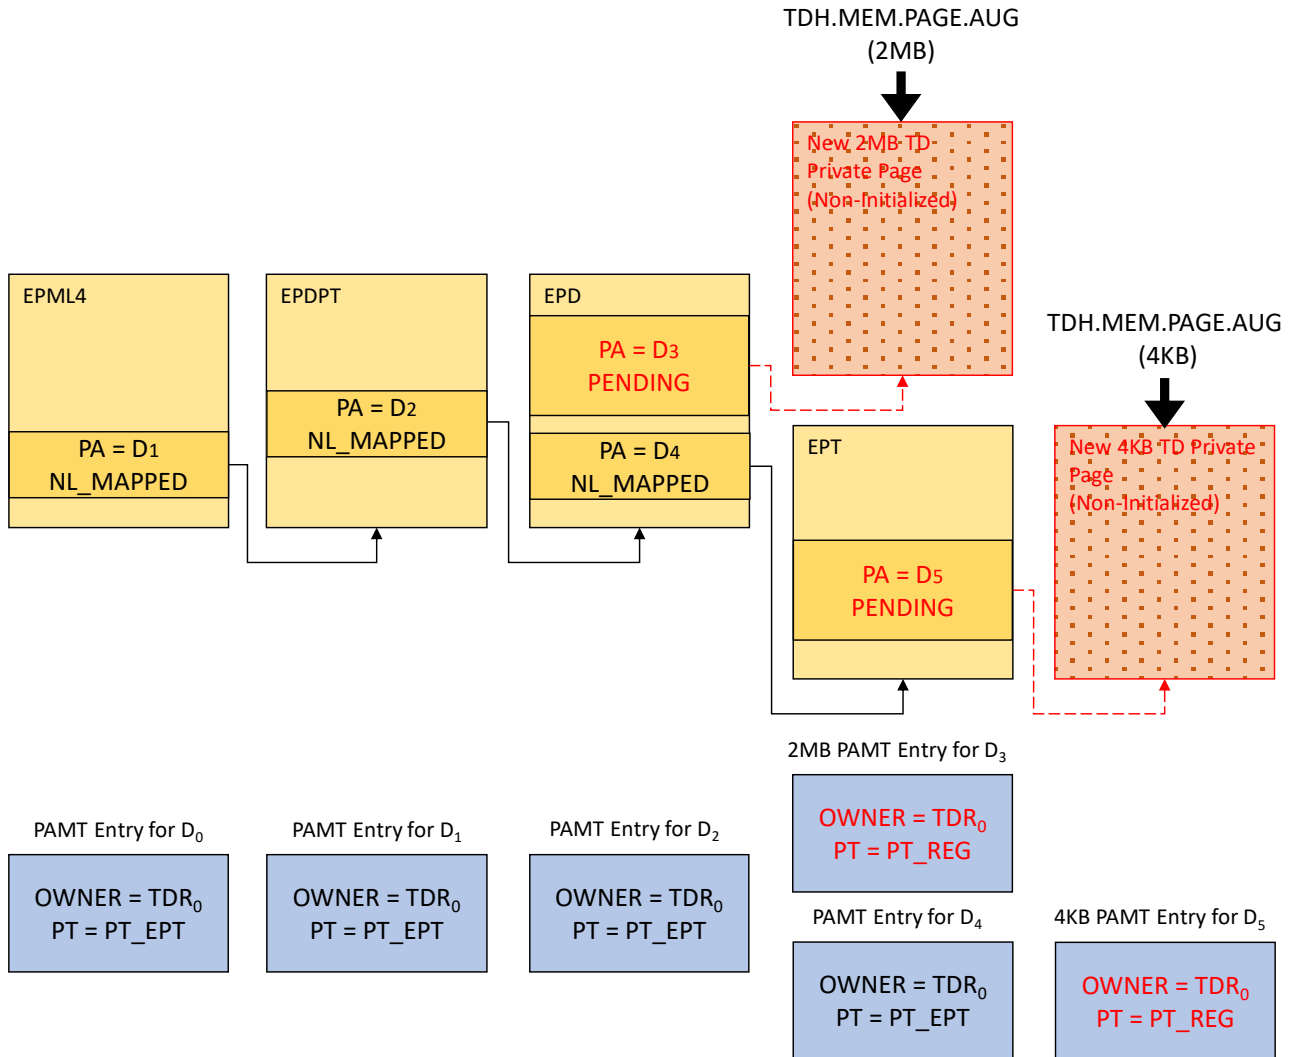 TDH.MEM.PAGE.AUG
(2MB)
New 2MB TD
Private Page
(Non-Initialized)
EPML4
PA = D1
NL_MAPPED
EPDPT
PA = D2
NL_MAPPED
EPD
PA = D3
PENDING
PA = D4
NL_MAPPED
TDH.MEM.PAGE.AUG
(4KB)
EPT
PA = D5
PENDING
New 4KB TD Private
Page
(Non-Initialized)
2MB PAMT Entry for D3
OWNER = TDR0
PT = PT_REG
PAMT Entry for D0
OWNER = TDR0
PT = PT_EPT
PAMT Entry for D1
OWNER = TDR0
PT = PT_EPT
PAMT Entry for D2
OWNER = TDR0
PT = PT_EPT
PAMT Entry for D4
OWNER = TDR0
PT = PT_EPT
4KB PAMT Entry for D5
OWNER = TDR0
PT = PT_REG